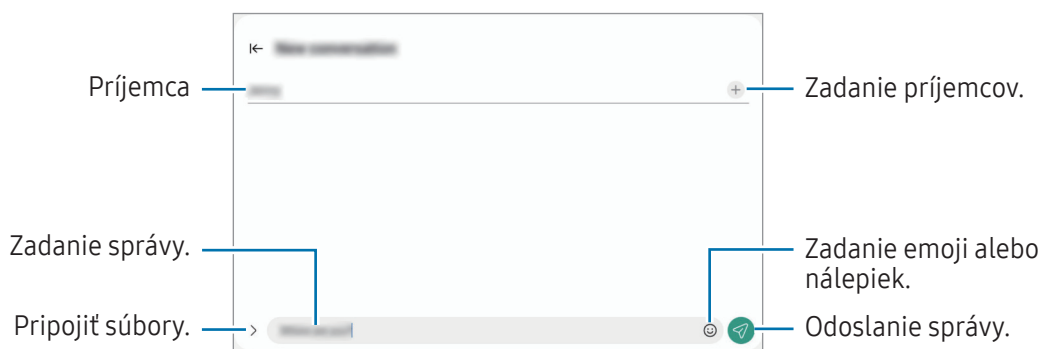 Príjemca
Zadanie príjemcov.
Zadanie správy.
Zadanie emoji alebo
nálepiek.
Pripojiť súbory.
Odoslanie správy.